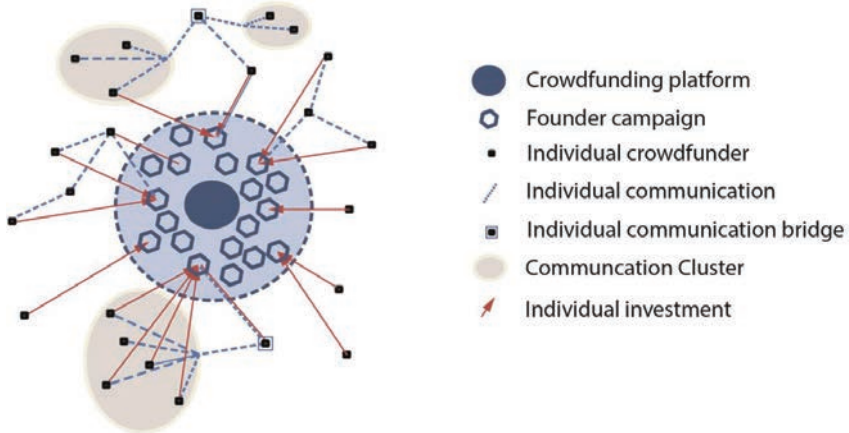 Crowdfunding platform
Founder campaign
Individual crowdfunder
Individual communication
Individual communication bridge
Communcation Cluster
Individual investment